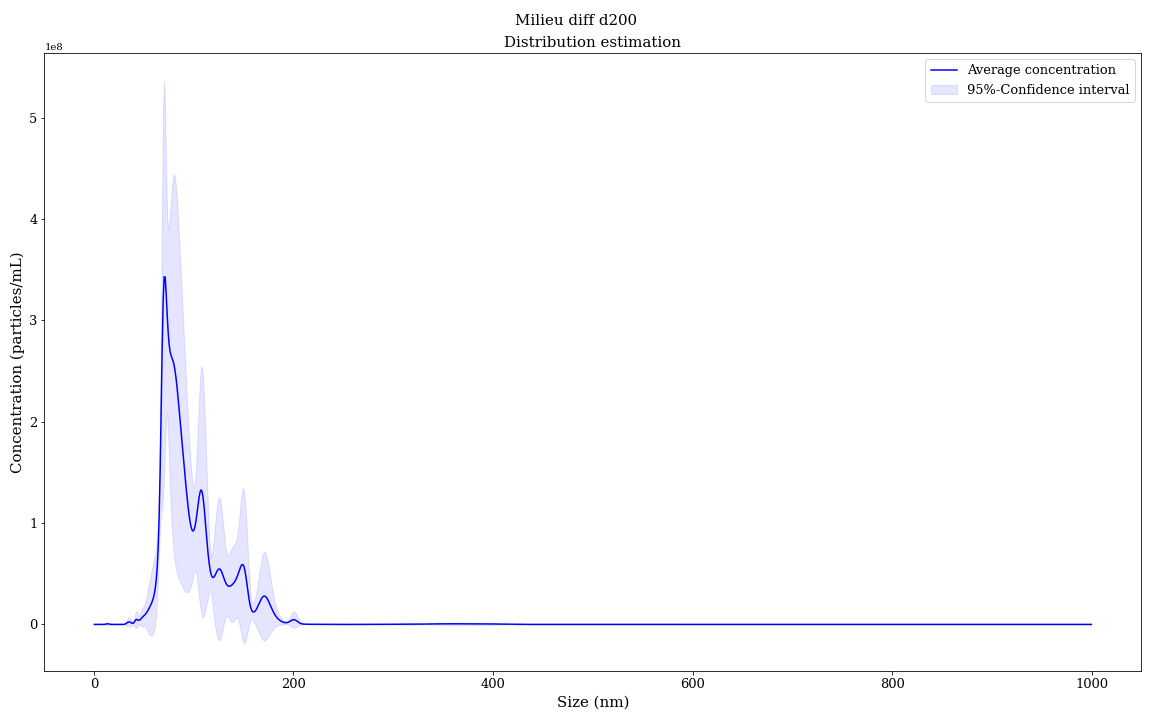 Milieu diff d200
Distribution estimation
1e8
Average concentration
95%-Confidence interval
5
4
3
2
1
0
Concentration (particles/mL)
0 200 400 600 800 1000
Size (nm)